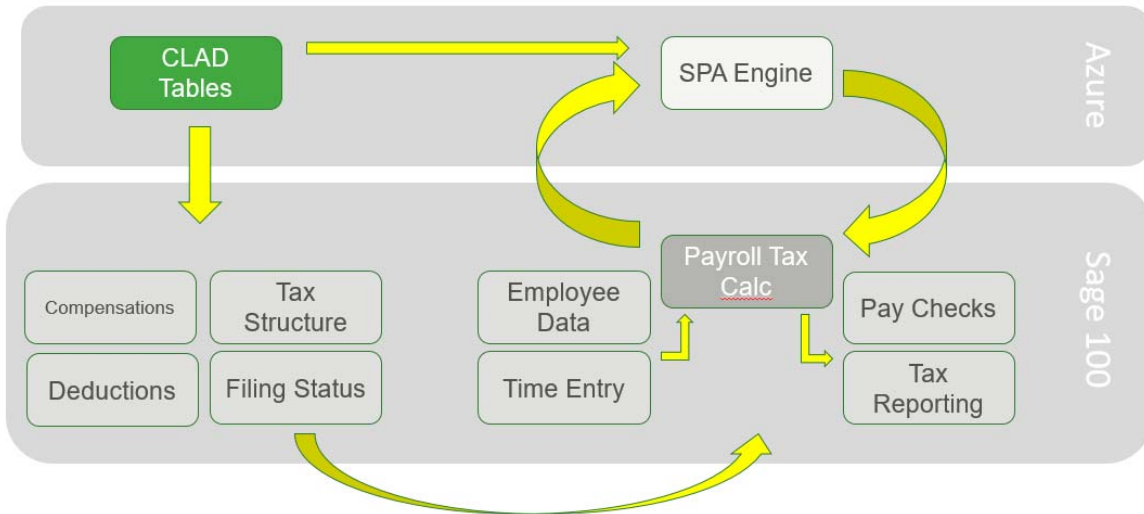 CLAD
Tables
SPA Engine
Azure
Compensations
Tax
Structure
Deductions
Filing Status
Employee
Data
Time Entry
Payroll Tax
Calc
Pay Checks
Tax
Reporting
Sage 100